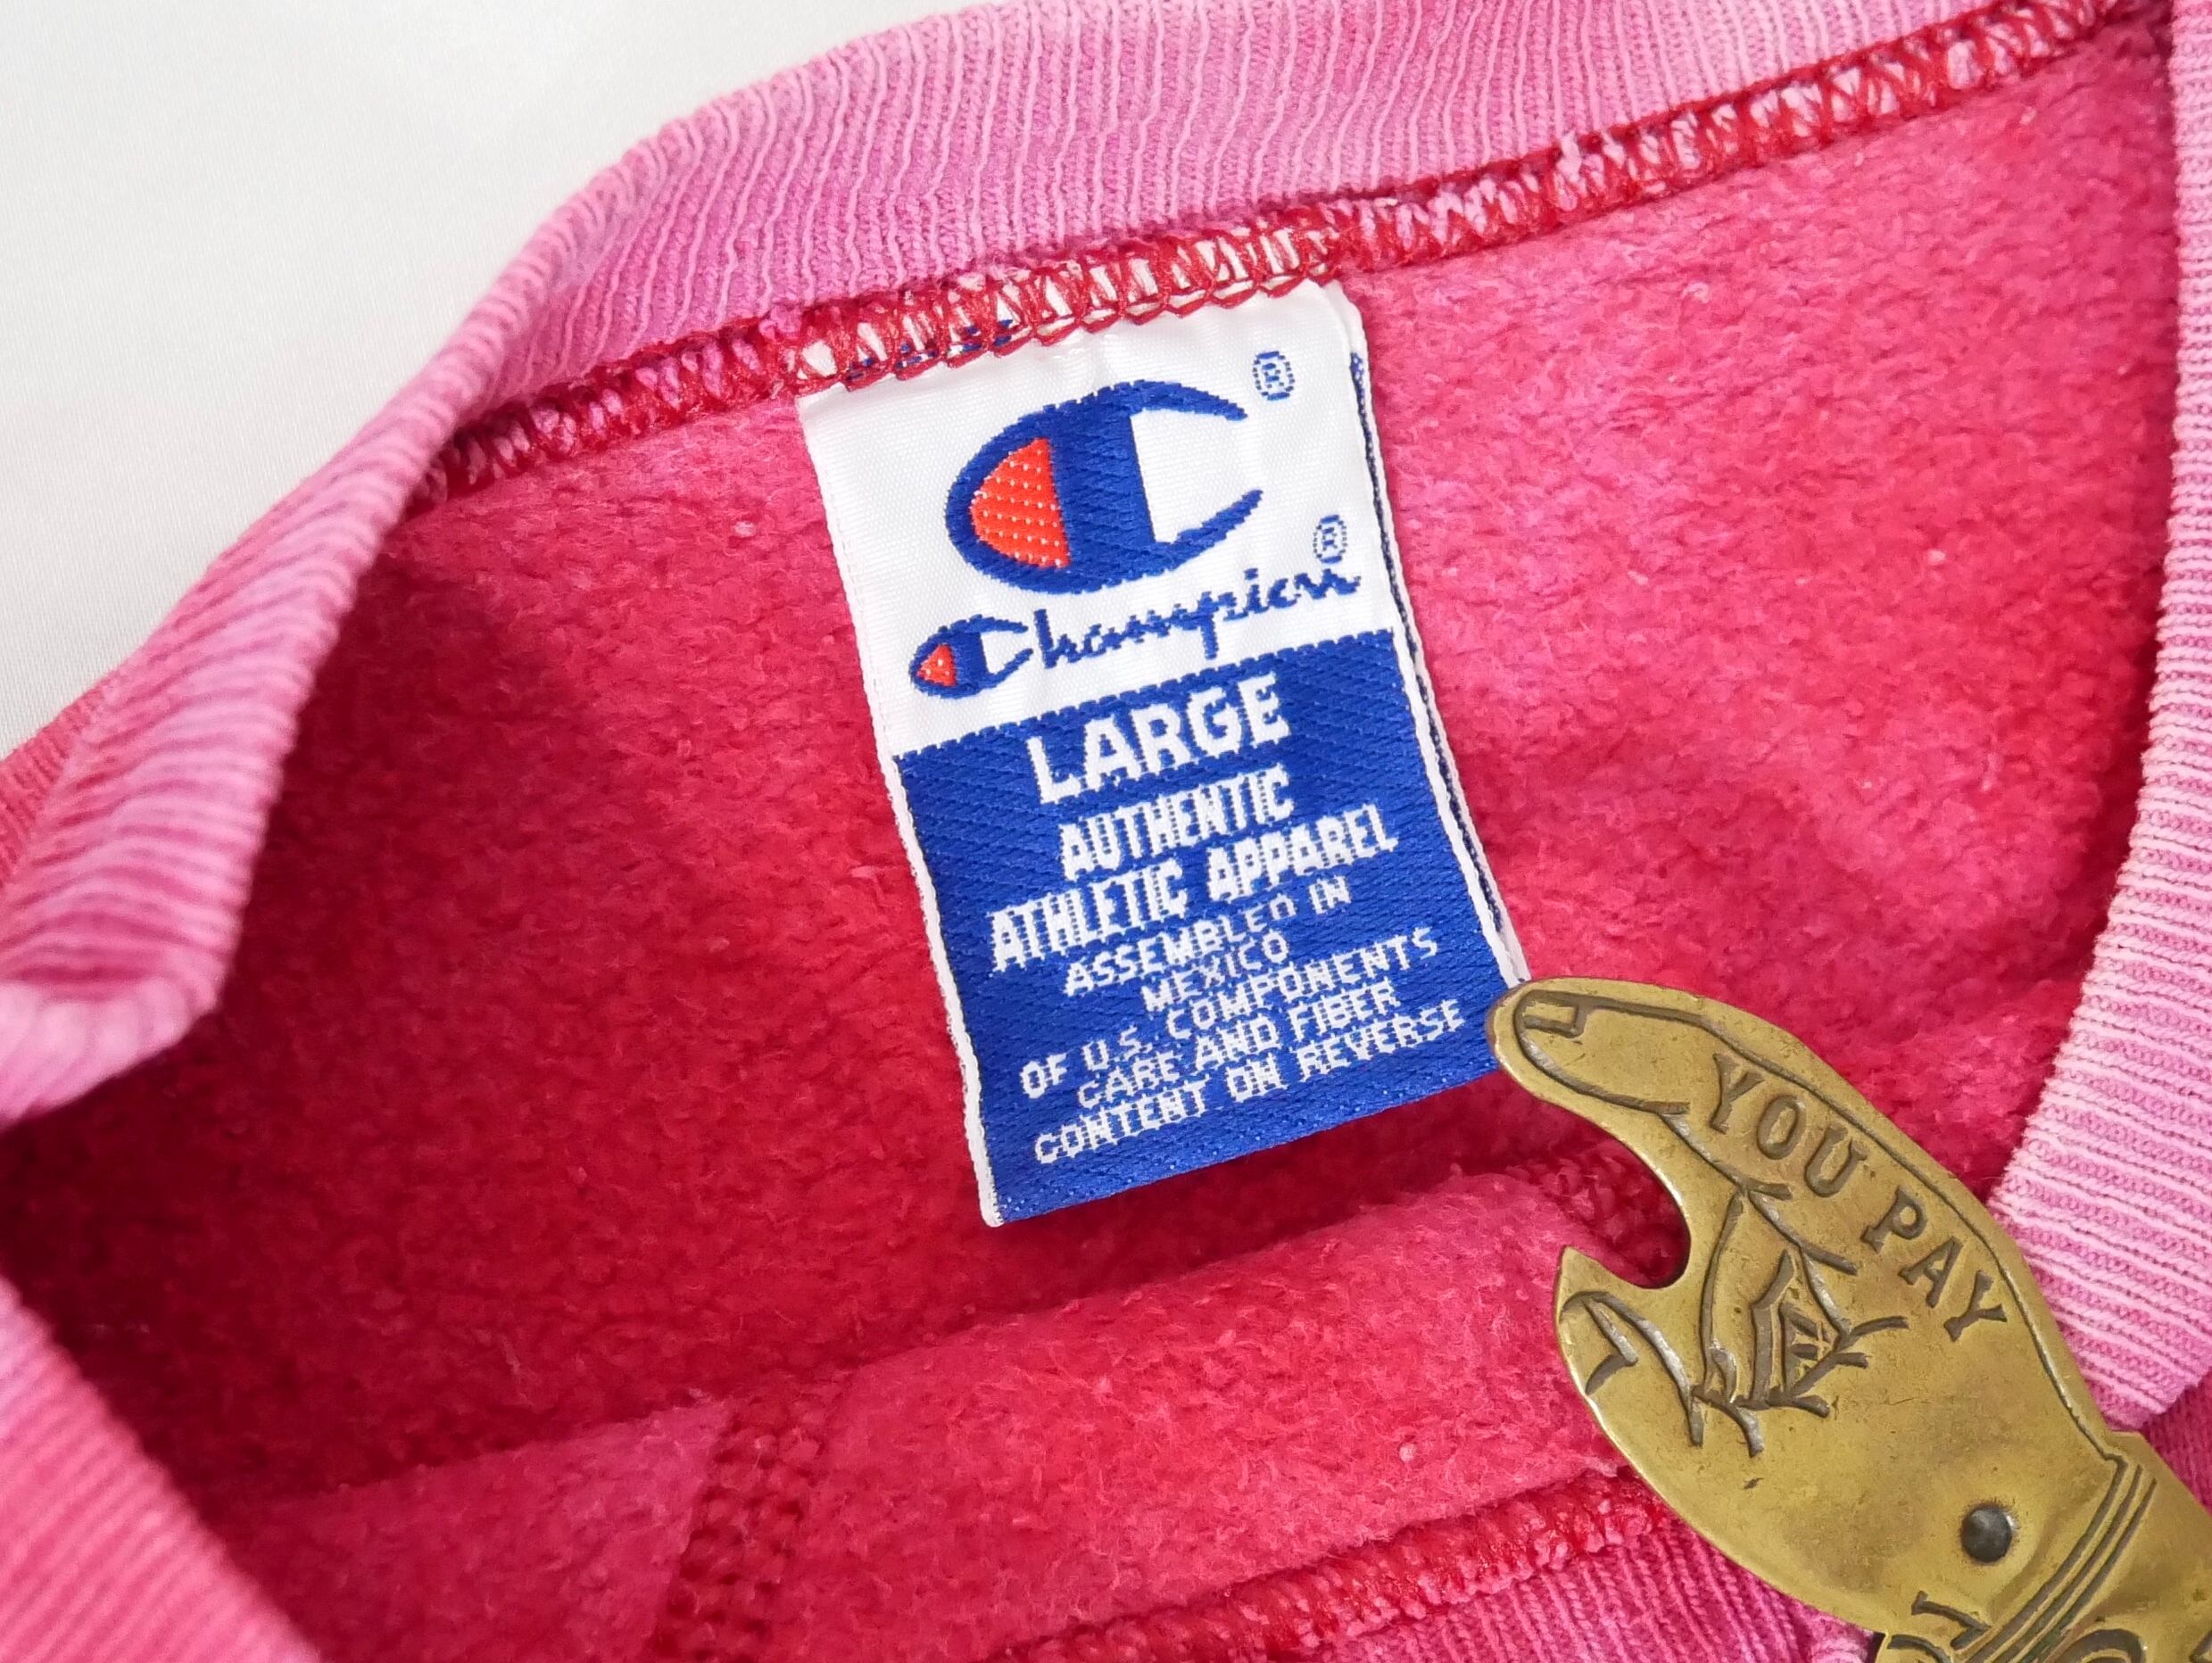 ®
Champion®
LARGE
AUTHENTIC
ATHLETIC APPAREL
ASSEMBLED IN
MEXICO
OF U.S. COMPONENTS
CARE AND FIBER
CONTENT ON REVERSE
YOU PAY